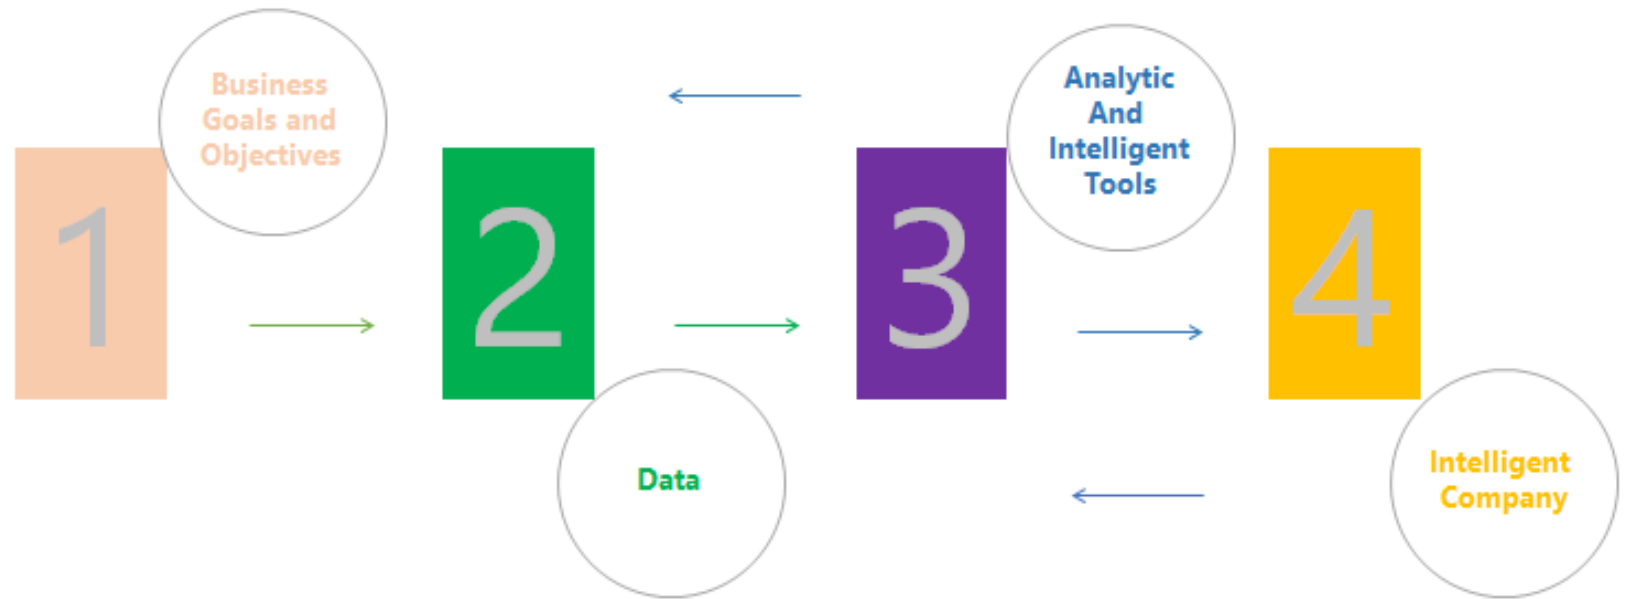 1
Business
Goals and
Objectives
2
Data
3
Analytic
And
Intelligent
Tools
4
Intelligent
Company